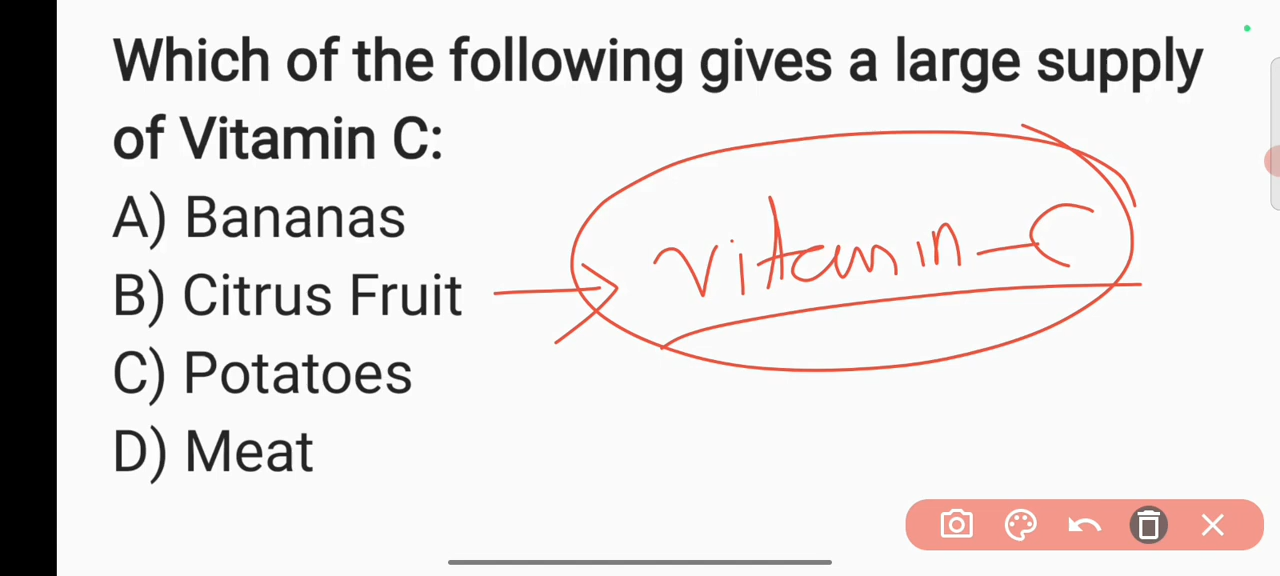 Which of the following gives a large supply
of Vitamin C:
A) Bananas
B) Citrus Fruit
vitamin-C
C) Potatoes
D) Meat